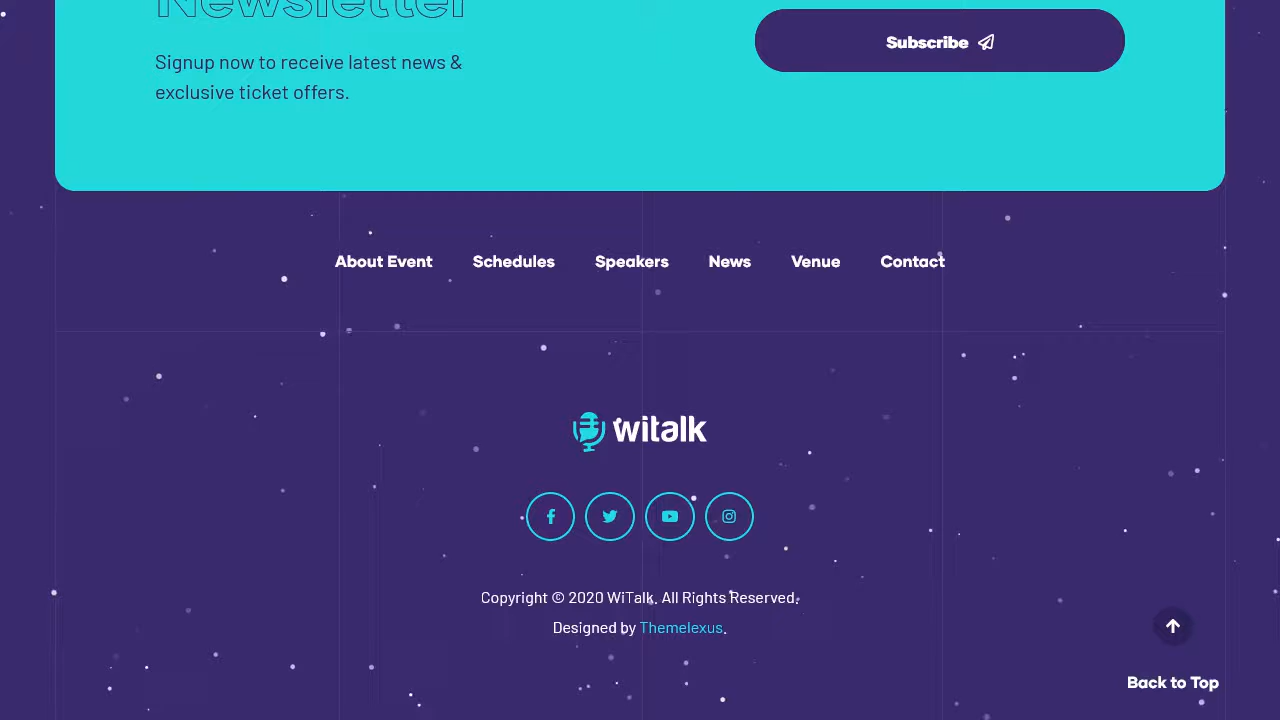 Newsletter
Signup now to receive latest news &
exclusive ticket offers.
Subscribe
About Event Schedules Speakers News Venue Contact
witalk
Copyright © 2020 WiTalk. All Rights Reserved.
Designed by Themelexus.
Back to Top